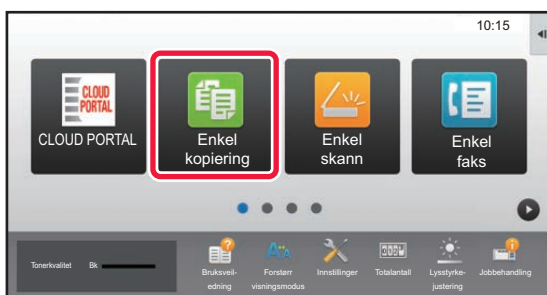 10:15
CLOUD
PORTAL
CLOUD PORTAL
Enkel
kopiering
Enkel
skann
Enkel
faks
Tonerkvalitet
Bk
Bruksveil-
edning
Forstørr
visningsmodus
Innstillinger
Totalantall
Lysstyrke-
justering
Jobbehandling